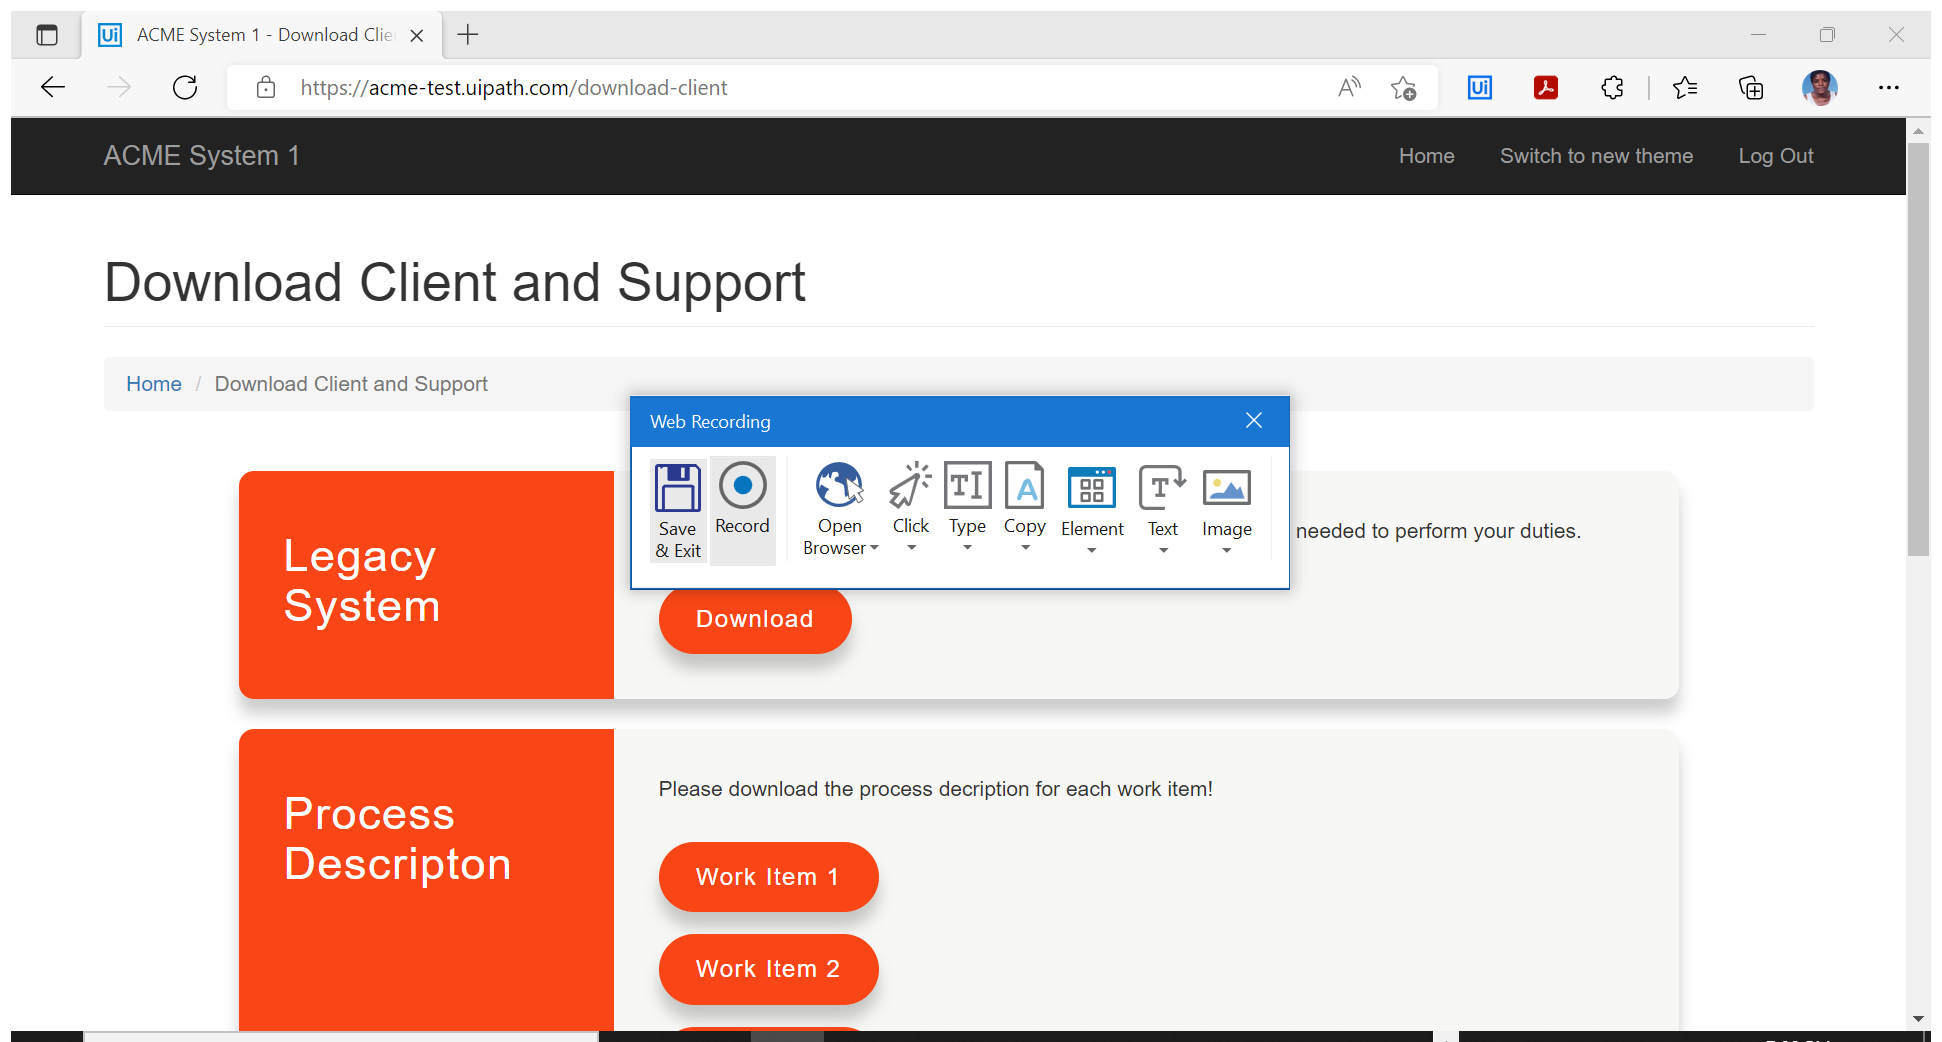 ACME System 1 - Download Clie
https://acme-test.uipath.com/download-client
ACME System 1
Home
Switch to new theme
Log Out
Download Client and Support
Home / Download Client and Support
Web Recording
Save & Exit
Record
Open Browser
Click
Type
Copy
Element
Text
Image
Legacy
System
needed to perform your duties.
Download
Process
Descripton
Please download the process decription for each work item!
Work Item 1
Work Item 2